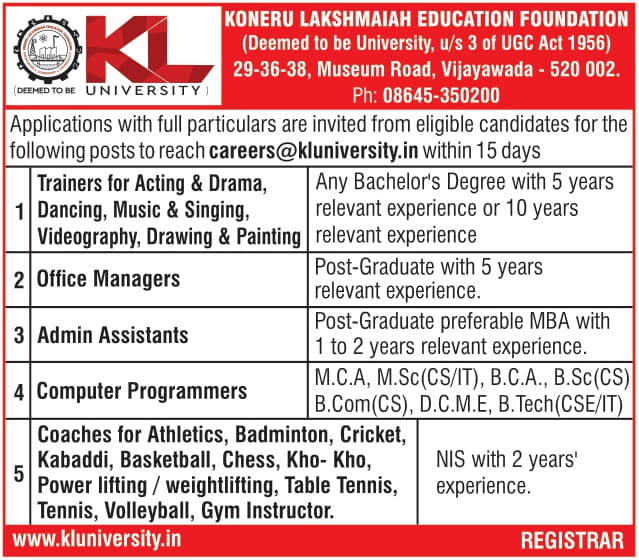 KONERU LAKSHMAIAH EDUCATION FOUNDATION
(Deemed to be University, u/s 3 of UGC Act 1956)
29-36-38, Museum Road, Vijayawada - 520 002.
Ph: 08645-350200
KL
(DEEMED TO BE UNIVERSITY)
Applications with full particulars are invited from eligible candidates for the
following posts to reach careers@kluniversity.in within 15 days
1
Trainers for Acting & Drama,
Dancing, Music & Singing,
Videography, Drawing & Painting
Any Bachelor's Degree with 5 years
relevant experience or 10 years
relevant experience
2
Office Managers
Post-Graduate with 5 years
relevant experience.
3
Admin Assistants
Post-Graduate preferable MBA with
1 to 2 years relevant experience.
4
Computer Programmers
M.C.A, M.Sc(CS/IT), B.C.A., B.Sc(CS)
B.Com(CS), D.C.M.E, B.Tech(CSE/IT)
5
Coaches for Athletics, Badminton, Cricket,
Kabaddi, Basketball, Chess, Kho- Kho,
Power lifting / weightlifting, Table Tennis,
Tennis, Volleyball, Gym Instructor.
NIS with 2 years'
experience.
www.kluniversity.in
REGISTRAR